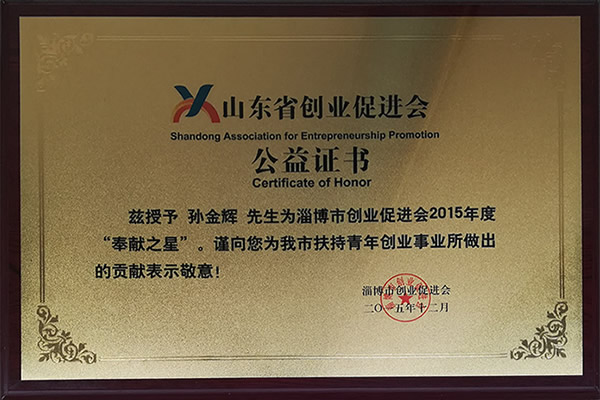 山东省创业促进会
Shandong Association for Entrepreneurship Promotion
公益证书
Certificate of Honor
兹授予 孙金辉 先生为淄博市创业促进会2015年度
“奉献之星”。谨向您为我市扶持青年创业事业所做出
的贡献表示敬意！
淄博市创业促进会
二〇一五年十二月